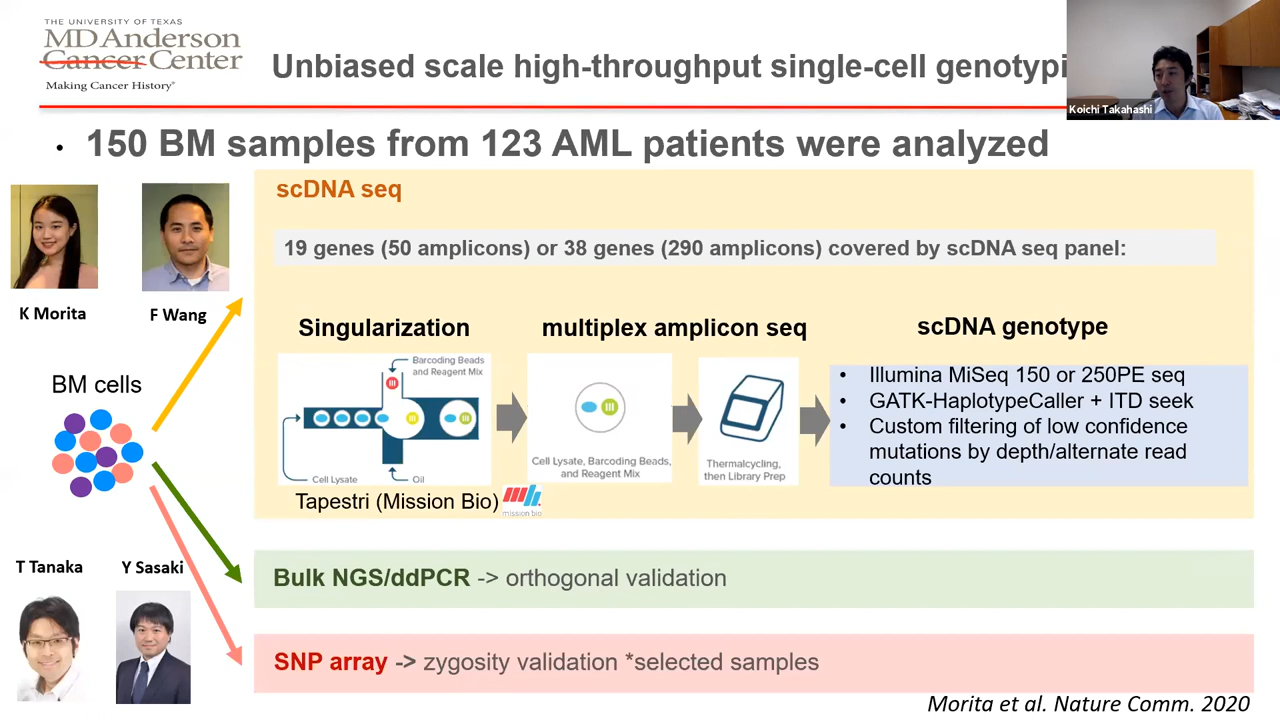 THE UNIVERSITY OF TEXAS
MD Anderson
Cancer Center
Making Cancer History®
Unbiased scale high-throughput single-cell genotypi
Koichi Takahashi
• 150 BM samples from 123 AML patients were analyzed
K Morita
F Wang
BM cells
T Tanaka
Y Sasaki
scDNA seq
19 genes (50 amplicons) or 38 genes (290 amplicons) covered by scDNA seq panel:
Singularization
Barcoding Beads
and Reagent Mix
Cell Lysate
Oil
Tapestri (Mission Bio)
mission bio
multiplex amplicon seq
Cell Lysate, Barcoding Beads,
and Reagent Mix
Thermalcycling,
then Library Prep
scDNA genotype
• Illumina MiSeq 150 or 250PE seq
• GATK-HaplotypeCaller + ITD seek
• Custom filtering of low confidence
mutations by depth/alternate read
counts
Bulk NGS/ddPCR -> orthogonal validation
SNP array -> zygosity validation *selected samples
Morita et al. Nature Comm. 2020